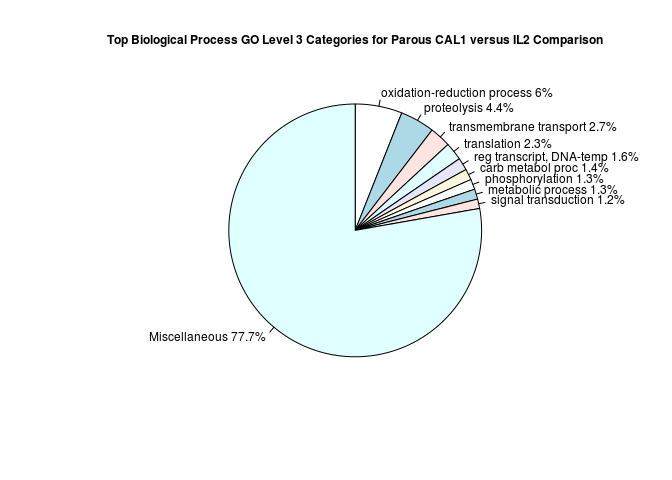 Top Biological Process GO Level 3 Categories for Parous CAL1 versus IL2 Comparison
oxidation-reduction process 6%
proteolysis 4.4%
transmembrane transport 2.7%
translation 2.3%
reg transcript, DNA-temp 1.6%
carb metabol proc 1.4%
phosphorylation 1.3%
metabolic process 1.3%
signal transduction 1.2%
Miscellaneous 77.7%